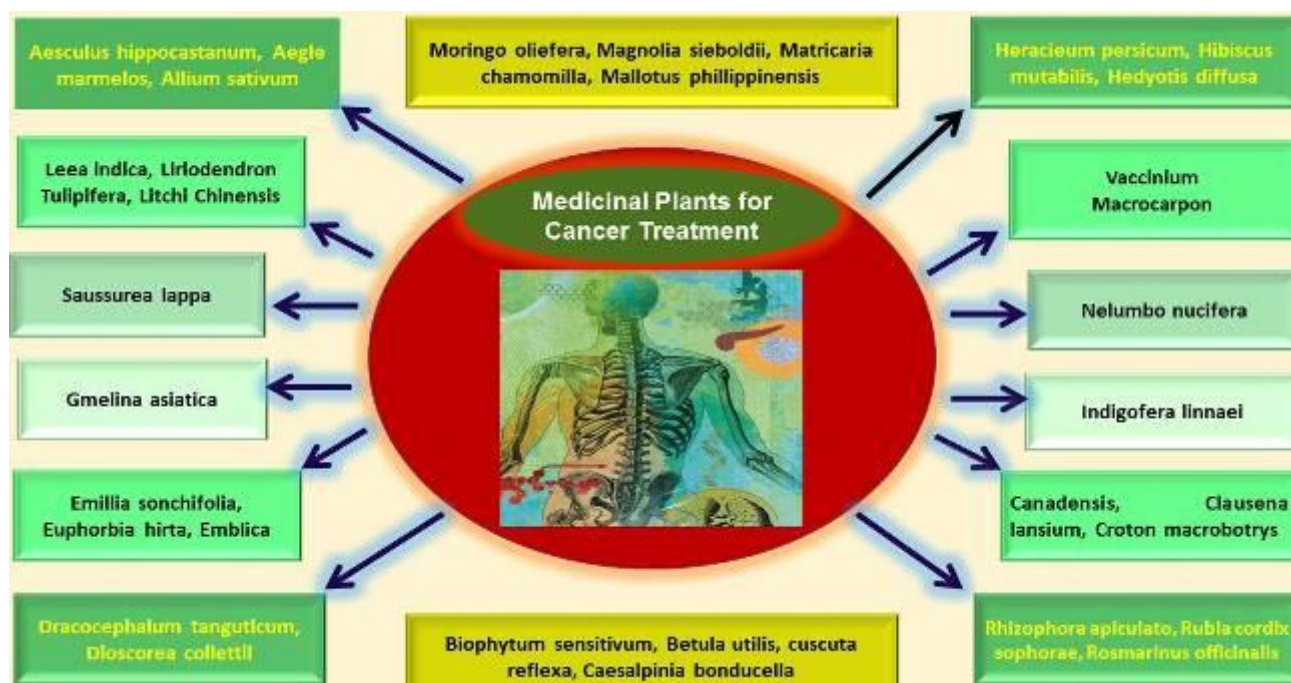 Aesculus hippocastanum, Aegle
marmelos, Allium sativum
Moringo oliefera, Magnolia sieboldii, Matricaria
chamomilla, Mallotus phillippinensis
Heracieum persicum, Hibiscus
mutabilis, Hedyotis diffusa
Leea indica, Liriodendron
Tulipifera, Litchi Chinensis
Medicinal Plants for
Cancer Treatment
Vaccinium
Macrocarpon
Saussurea lappa
Nelumbo nucifera
Gmelina asiatica
Indigofera linnaei
Emillia sonchifolia,
Euphorbia hirta, Emblica
Canadensis, Clausena
lansium, Croton macrobotrys
Dracocephalum tanguticum,
Dioscorea collettii
Biophytum sensitivum, Betula utilis, cuscuta
reflexa, Caesalpinia bonducella
Rhizophora apiculato, Rubia cordix
sophorae, Rosmarinus officinalis